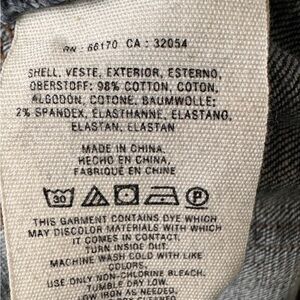 RN: 66170 CA: 32054
SHELL, VESTE, EXTERIOR, ESTERNO,
OBERSTOFF: 98% COTTON, COTON,
ALGODON, COTONE, BAUMWOLLE;
2% SPANDEX, ELASTHANNE, ELASTANO,
ELASTAN, ELASTAN
MADE IN CHINA.
HECHO EN CHINA,
FABRIQUÉ EN CHINE
30 P
THIS GARMENT CONTAINS DYE WHICH
MAY DISCOLOR MATERIALS WITH WHICH
IT COMES IN CONTACT.
TURN INSIDE OUT.
MACHINE WASH COLD WITH LIKE
COLORS.
USE ONLY NON-CHLORINE BLEACH.
TUMBLE DRY LOW.
LOW IRON AS NEEDED.